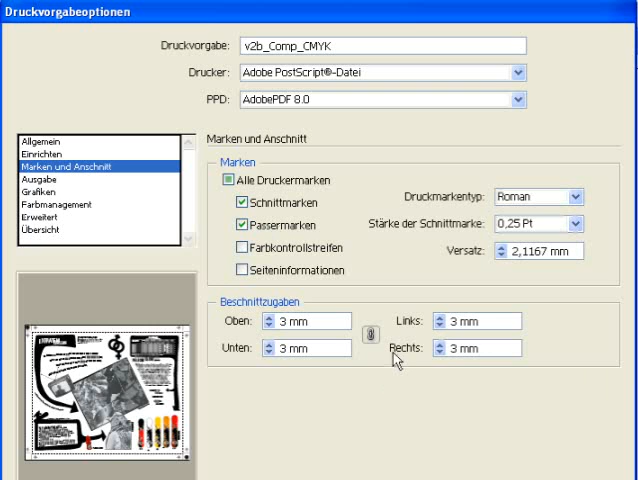 Druckvorgabeoptionen
Druckvorgabe: v2b_Comp_CMYK
Drucker: Adobe PostScript®-Datei
PPD: AdobePDF 8.0
Allgemein
Einrichten
Marken und Anschnitt
Ausgabe
Grafiken
Farbmanagement
Erweitert
Übersicht
Marken und Anschnitt
Marken
Alle Druckermarken
Schnittmarken
Passermarken
Farbkontrollstreifen
Seiteninformationen
Druckmarkentyp: Roman
Stärke der Schnittmarke: 0,25 Pt
Versatz: 2,1167 mm
Beschnittzugaben
Oben: 3 mm Links: 3 mm
Unten: 3 mm Rechts: 3 mm